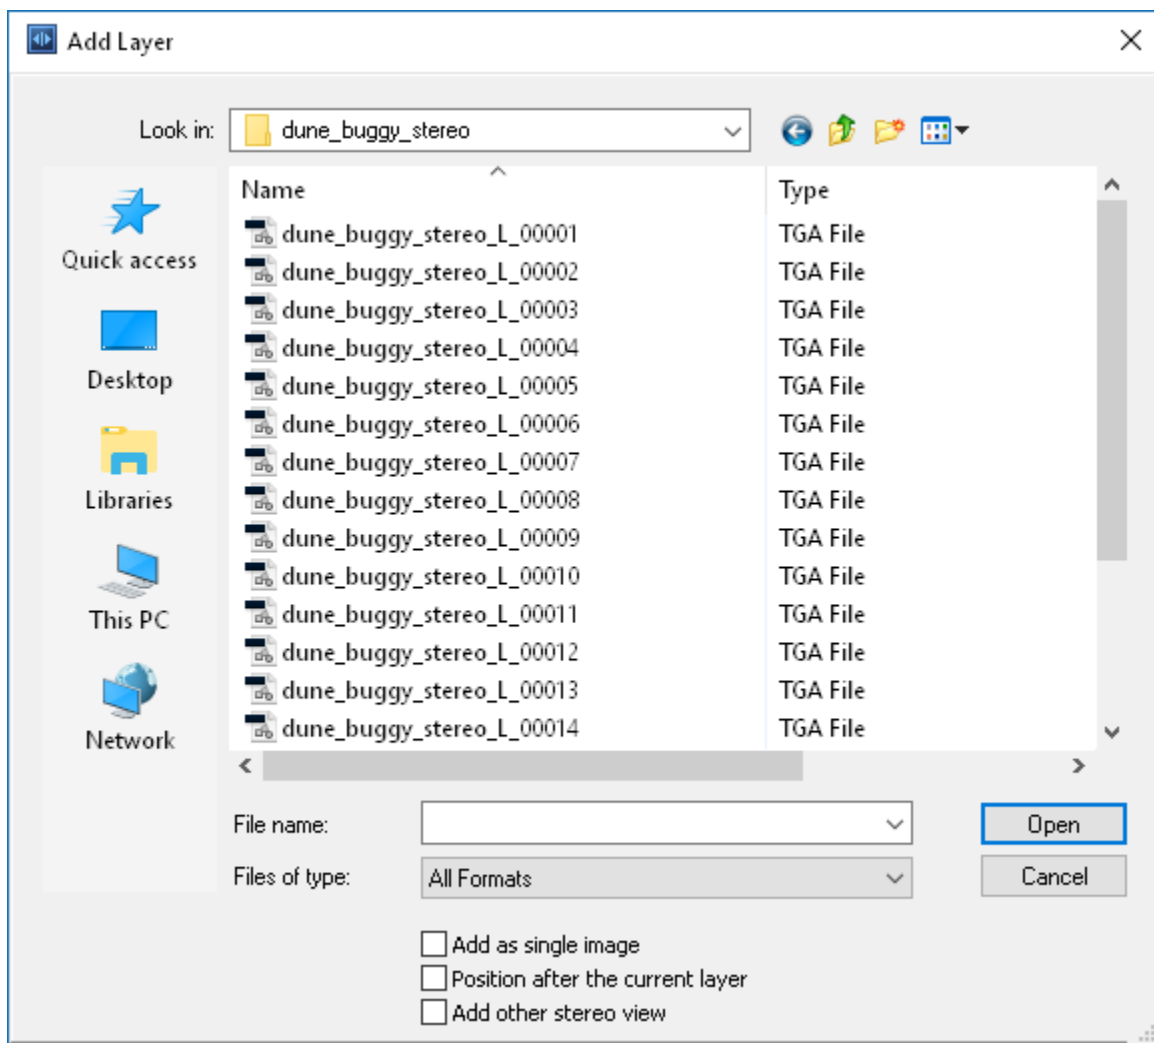 Add Layer
Look in: dune_buggy_stereo
Name Type
dune_buggy_stereo_L_00001 TGA File
dune_buggy_stereo_L_00002 TGA File
dune_buggy_stereo_L_00003 TGA File
dune_buggy_stereo_L_00004 TGA File
dune_buggy_stereo_L_00005 TGA File
dune_buggy_stereo_L_00006 TGA File
dune_buggy_stereo_L_00007 TGA File
dune_buggy_stereo_L_00008 TGA File
dune_buggy_stereo_L_00009 TGA File
dune_buggy_stereo_L_00010 TGA File
dune_buggy_stereo_L_00011 TGA File
dune_buggy_stereo_L_00012 TGA File
dune_buggy_stereo_L_00013 TGA File
dune_buggy_stereo_L_00014 TGA File
Quick access
Desktop
Libraries
This PC
Network
File name: Open
Files of type: All Formats Cancel
Add as single image
Position after the current layer
Add other stereo view